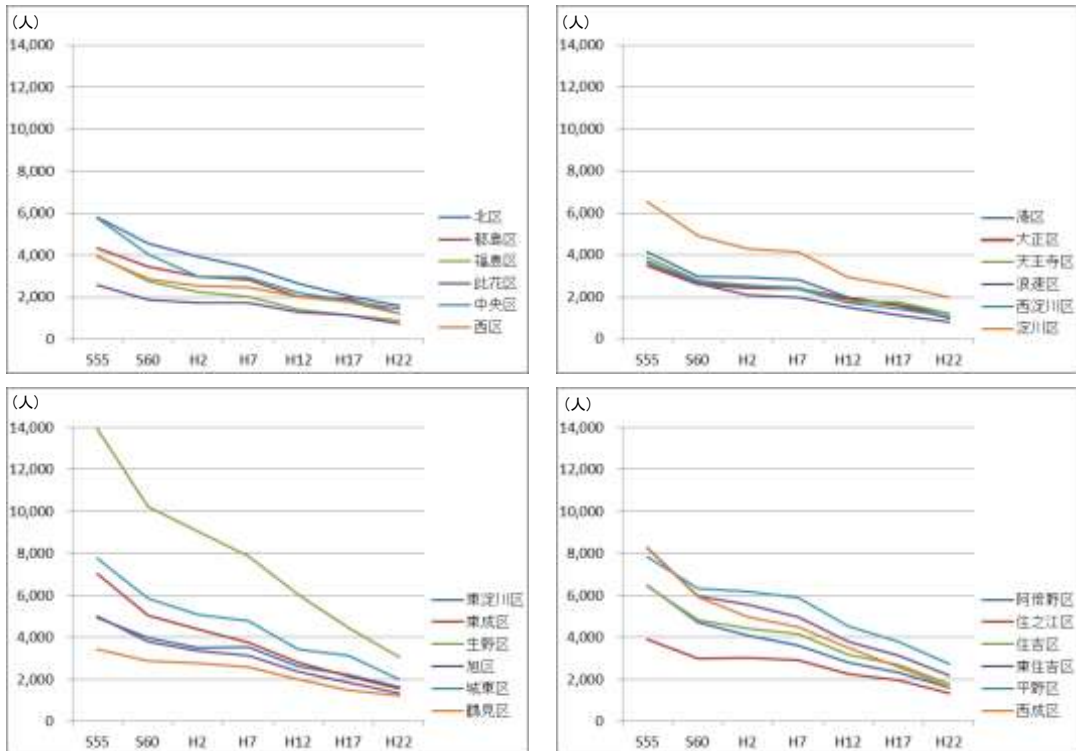 (人)
14,000
12,000
10,000
8,000
6,000
4,000
2,000
0
S55 S60 H2 H7 H12 H17 H22
北区
都島区
福島区
此花区
中央区
西区
(人)
14,000
12,000
10,000
8,000
6,000
4,000
2,000
0
S55 S60 H2 H7 H12 H17 H22
港区
大正区
天王寺区
浪速区
西淀川区
淀川区
(人)
14,000
12,000
10,000
8,000
6,000
4,000
2,000
0
S55 S60 H2 H7 H12 H17 H22
東淀川区
東成区
生野区
旭区
城東区
鶴見区
(人)
14,000
12,000
10,000
8,000
6,000
4,000
2,000
0
S55 S60 H2 H7 H12 H17 H22
阿倍野区
住之江区
住吉区
東住吉区
平野区
西成区